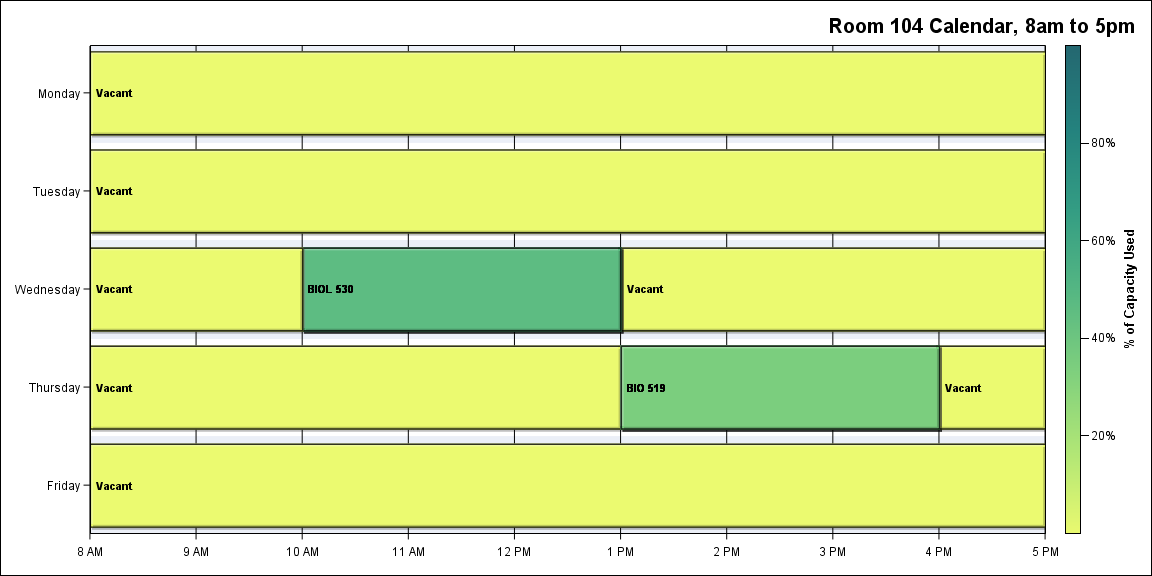 Room 104 Calendar, 8am to 5pm
Monday
Vacant
Tuesday
Vacant
Wednesday
Vacant
BIOL 530
Vacant
Thursday
Vacant
BIO 519
Vacant
Friday
Vacant
8 AM
9 AM
10 AM
11 AM
12 PM
1 PM
2 PM
3 PM
4 PM
5 PM
80%
60%
40%
20%
% of Capacity Used